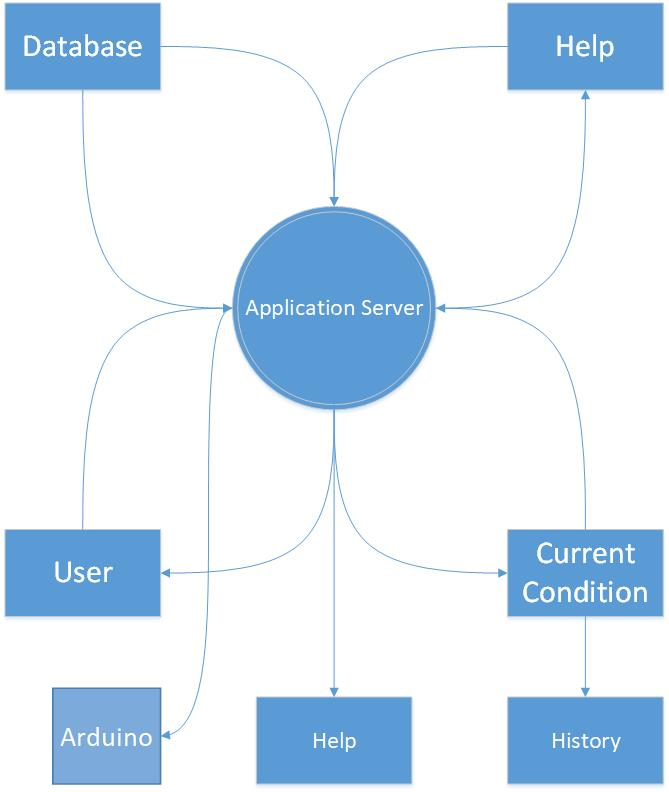 Database
Help
Application Server
User
Current
Condition
Arduino
Help
History